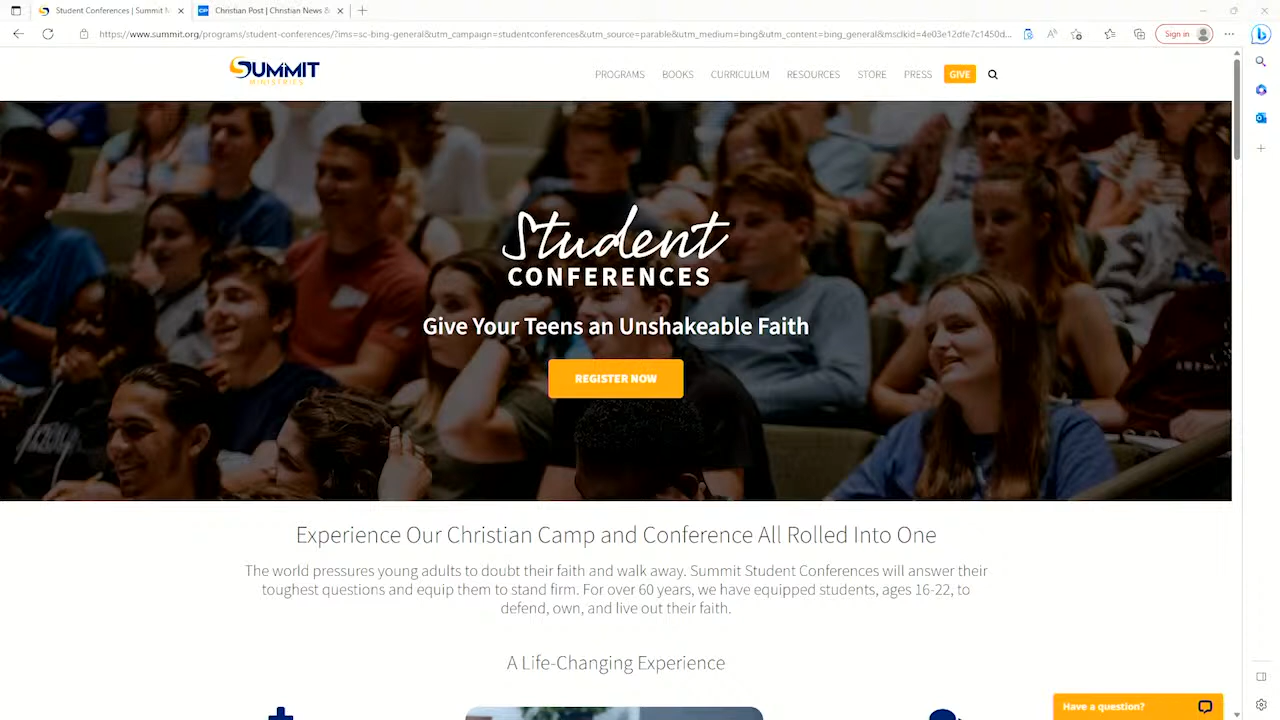 Student Conferences | Summit M
Christian Post | Christian News &
https://www.summit.org/programs/student-conferences/?ims=sc-bing-general&utm_campaign=studentconferences&utm_source=parable&utm_medium=bing&utm_content=bing_general&msclkid=4e03e12dfe7c1450d...
Sign in
SUMMIT
MINISTRIES
PROGRAMS BOOKS CURRICULUM RESOURCES STORE PRESS GIVE
Student
CONFERENCES
Give Your Teens an Unshakeable Faith
REGISTER NOW
Experience Our Christian Camp and Conference All Rolled Into One
The world pressures young adults to doubt their faith and walk away. Summit Student Conferences will answer their
toughest questions and equip them to stand firm. For over 60 years, we have equipped students, ages 16-22, to
defend, own, and live out their faith.
A Life-Changing Experience
Have a question?